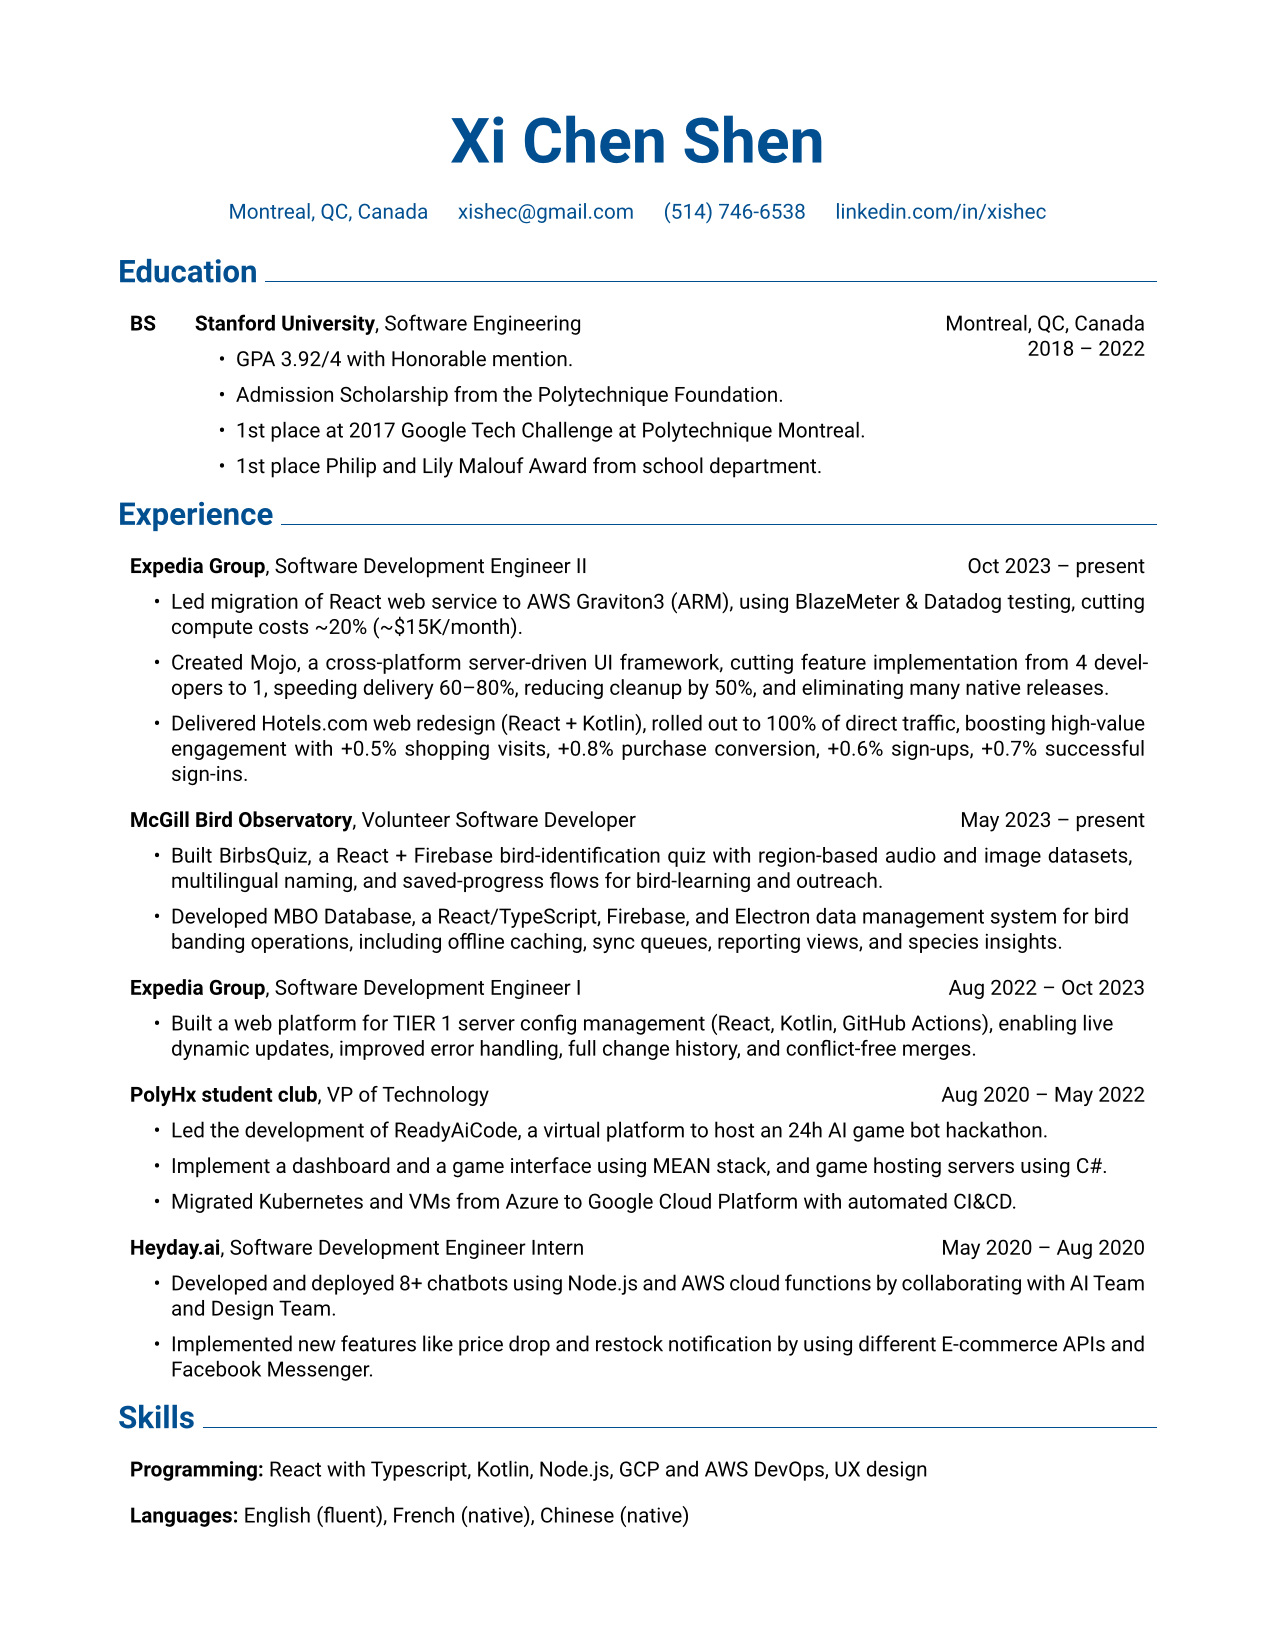 Xi Chen Shen
Montreal, QC, Canada xishec@gmail.com (514) 746-6538 linkedin.com/in/xishec
Education
BS Stanford University, Software Engineering Montreal, QC, Canada
2018 – 2022
• GPA 3.92/4 with Honorable mention.
• Admission Scholarship from the Polytechnique Foundation.
• 1st place at 2017 Google Tech Challenge at Polytechnique Montreal.
• 1st place Philip and Lily Malouf Award from school department.
Experience
Expedia Group, Software Development Engineer II Oct 2023 – present
• Led migration of React web service to AWS Graviton3 (ARM), using BlazeMeter & Datadog testing, cutting
compute costs ~20% (~$15K/month).
• Created Mojo, a cross-platform server-driven UI framework, cutting feature implementation from 4 devel-
opers to 1, speeding delivery 60–80%, reducing cleanup by 50%, and eliminating many native releases.
• Delivered Hotels.com web redesign (React + Kotlin), rolled out to 100% of direct traffic, boosting high-value
engagement with +0.5% shopping visits, +0.8% purchase conversion, +0.6% sign-ups, +0.7% successful
sign-ins.
McGill Bird Observatory, Volunteer Software Developer May 2023 – present
• Built BirbsQuiz, a React + Firebase bird-identification quiz with region-based audio and image datasets,
multilingual naming, and saved-progress flows for bird-learning and outreach.
• Developed MBO Database, a React/TypeScript, Firebase, and Electron data management system for bird
banding operations, including offline caching, sync queues, reporting views, and species insights.
Expedia Group, Software Development Engineer I Aug 2022 – Oct 2023
• Built a web platform for TIER 1 server config management (React, Kotlin, GitHub Actions), enabling live
dynamic updates, improved error handling, full change history, and conflict-free merges.
PolyHx student club, VP of Technology Aug 2020 – May 2022
• Led the development of ReadyAiCode, a virtual platform to host an 24h AI game bot hackathon.
• Implement a dashboard and a game interface using MEAN stack, and game hosting servers using C#.
• Migrated Kubernetes and VMs from Azure to Google Cloud Platform with automated CI&CD.
Heyday.ai, Software Development Engineer Intern May 2020 – Aug 2020
• Developed and deployed 8+ chatbots using Node.js and AWS cloud functions by collaborating with AI Team
and Design Team.
• Implemented new features like price drop and restock notification by using different E-commerce APIs and
Facebook Messenger.
Skills
Programming: React with Typescript, Kotlin, Node.js, GCP and AWS DevOps, UX design
Languages: English (fluent), French (native), Chinese (native)